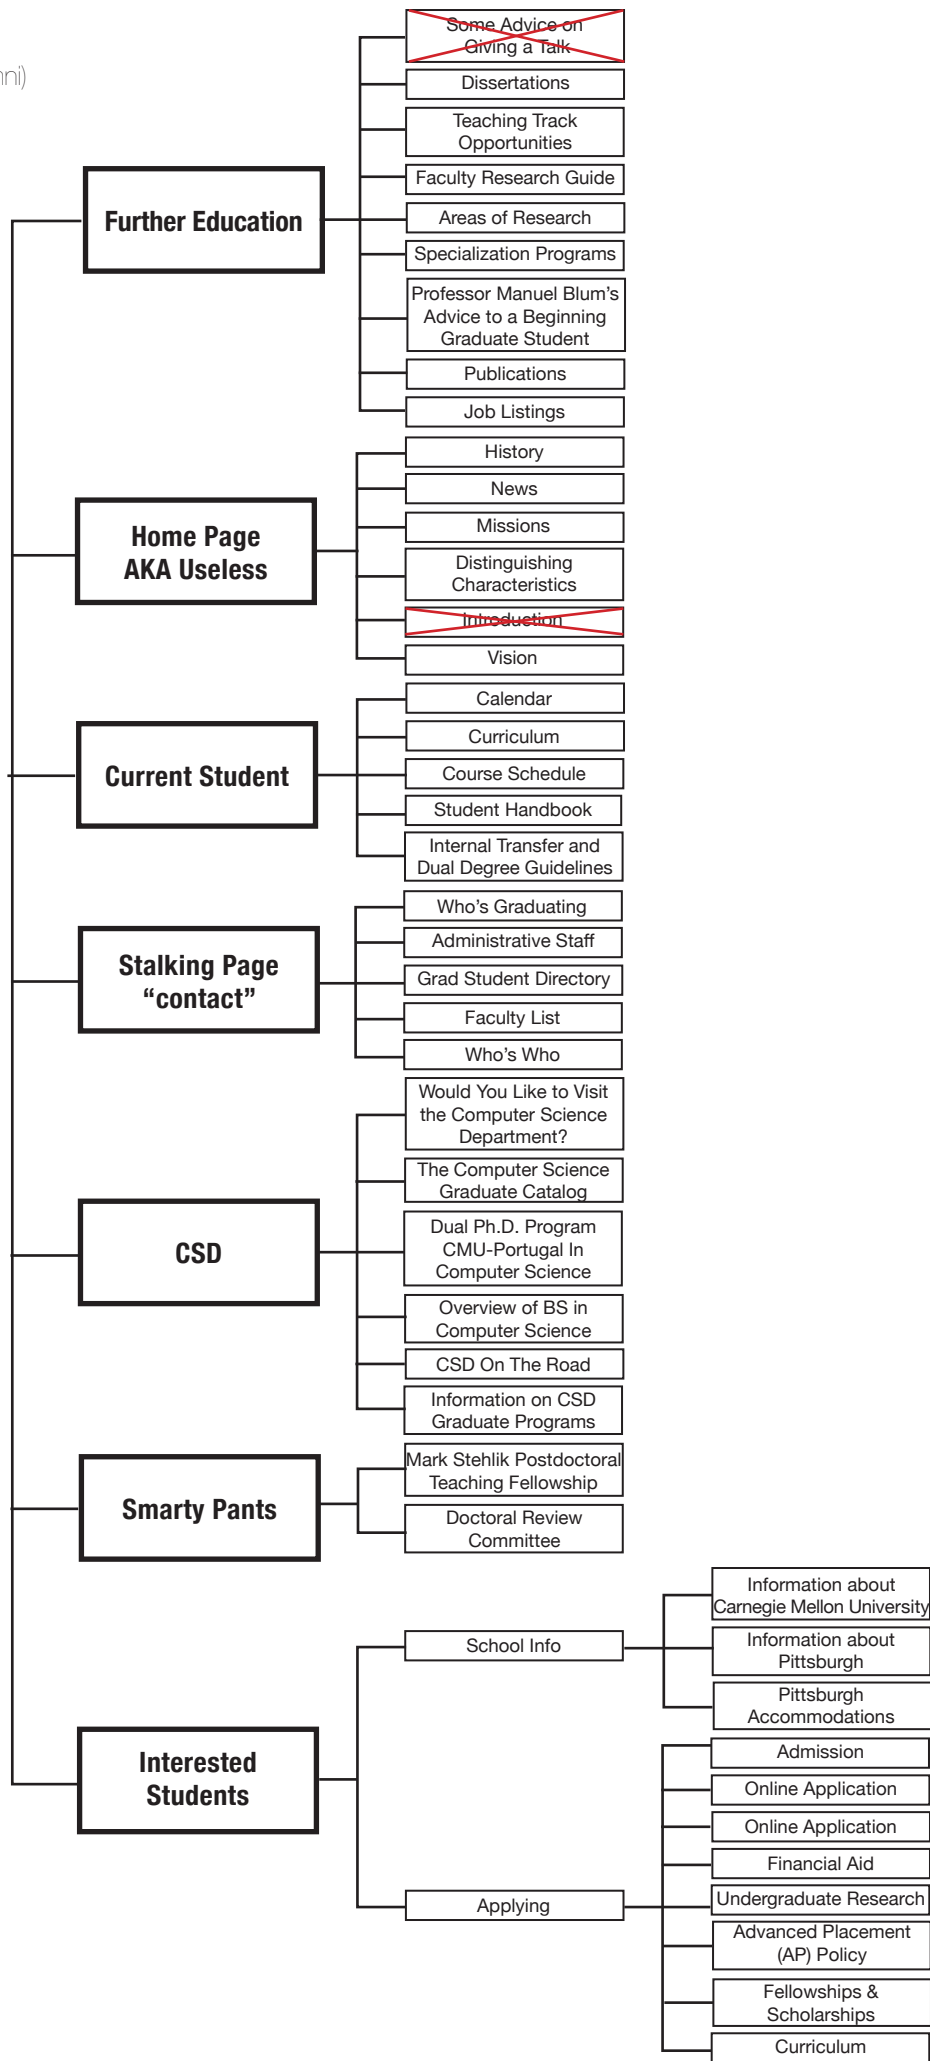 nni)
Some Advice on
Giving a Talk
Dissertations
Teaching Track
Opportunities
Further Education
Faculty Research Guide
Areas of Research
Specialization Programs
Professor Manuel Blum's
Advice to a Beginning
Graduate Student
Publications
Job Listings
Home Page
AKA Useless
History
News
Missions
Distinguishing
Characteristics
Introduction
Vision
Current Student
Calendar
Curriculum
Course Schedule
Student Handbook
Internal Transfer and
Dual Degree Guidelines
Stalking Page
“contact”
Who's Graduating
Administrative Staff
Grad Student Directory
Faculty List
Who's Who
CSD
Would You Like to Visit
the Computer Science
Department?
The Computer Science
Graduate Catalog
Dual Ph.D. Program
CMU-Portugal In
Computer Science
Overview of BS in
Computer Science
CSD On The Road
Information on CSD
Graduate Programs
Smarty Pants
Mark Stehlik Postdoctoral
Teaching Fellowship
Doctoral Review
Committee
Interested
Students
School Info
Information about
Carnegie Mellon University
Information about
Pittsburgh
Pittsburgh
Accommodations
Applying
Admission
Online Application
Online Application
Financial Aid
Undergraduate Research
Advanced Placement
(AP) Policy
Fellowships &
Scholarships
Curriculum